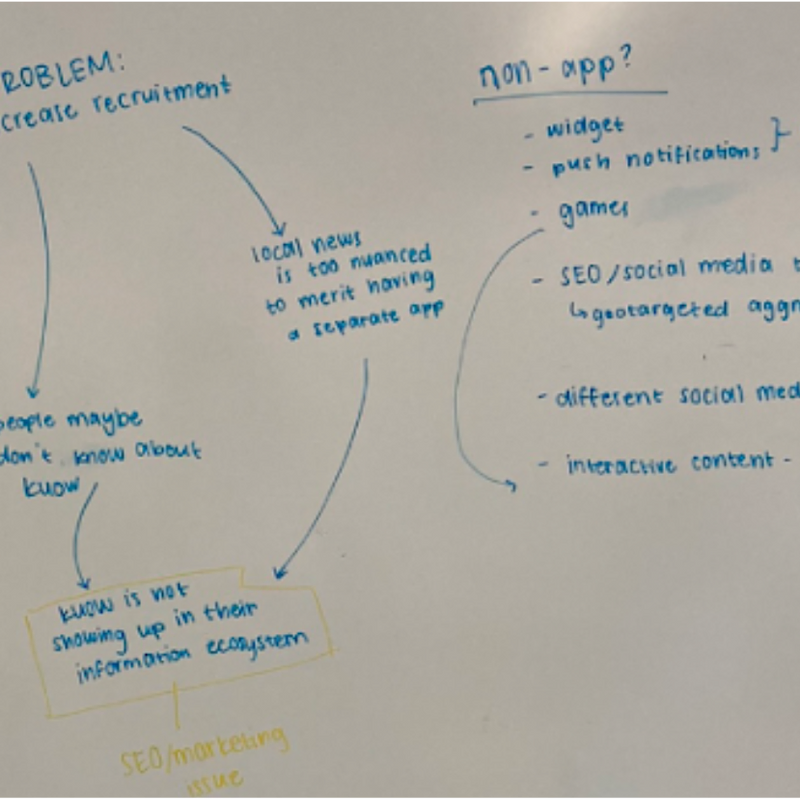 ROBLEM:
crease recruitment
local news
is too nuanced
to merit having
a separate app
people maybe
don't know about
kuow
kuow is not
showing up in their
information ecosystem
SEO/marketing
issue
non-app?
- widget
- push notifications }
- games
- SEO/social media t
↳ geotargeted aggr
- different social med
- interactive content -